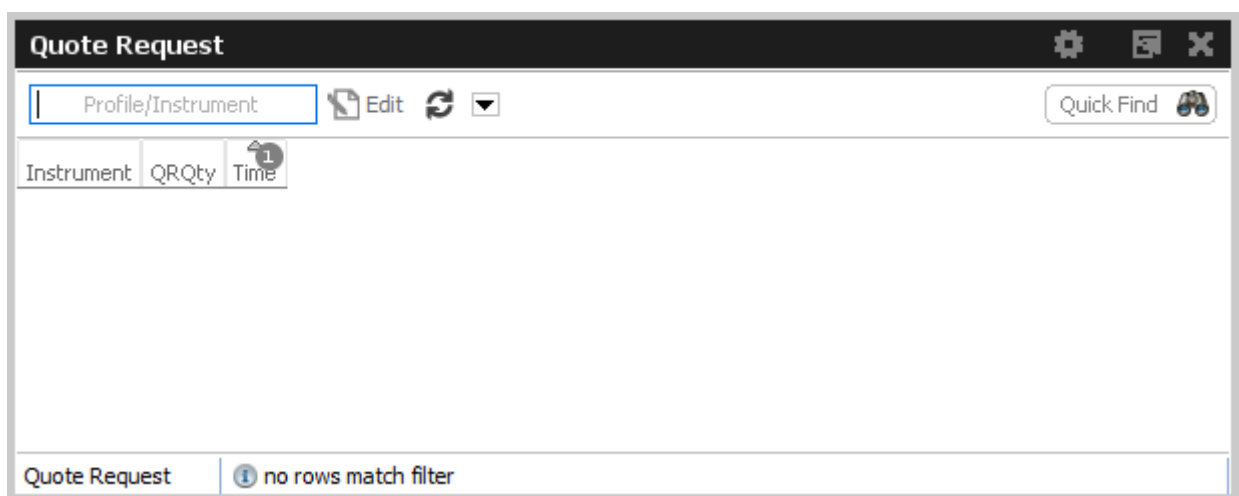 Quote Request
Profile/Instrument Edit Quick Find
Instrument QRQty Time 1
Quote Request no rows match filter